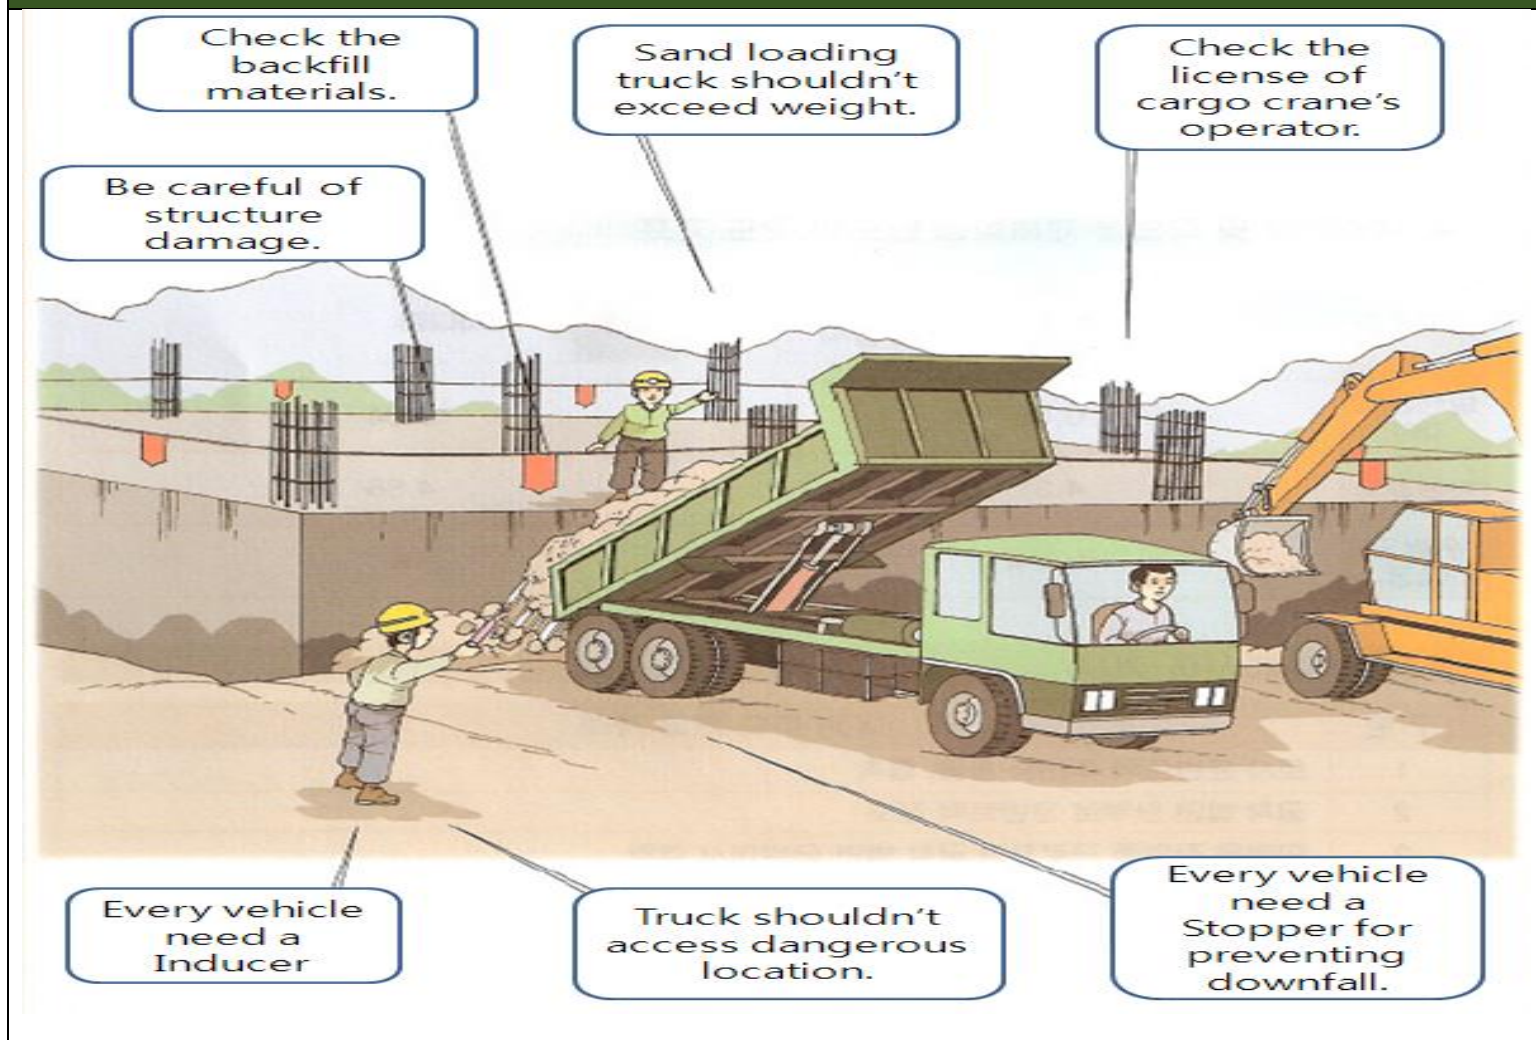 Check the
backfill
materials.
Sand loading
truck shouldn't
exceed weight.
Check the
license of
cargo crane's
operator.
Be careful of
structure
damage.
Every vehicle
need a
Inducer
Truck shouldn't
access dangerous
location.
Every vehicle
need a
Stopper for
preventing
downfall.